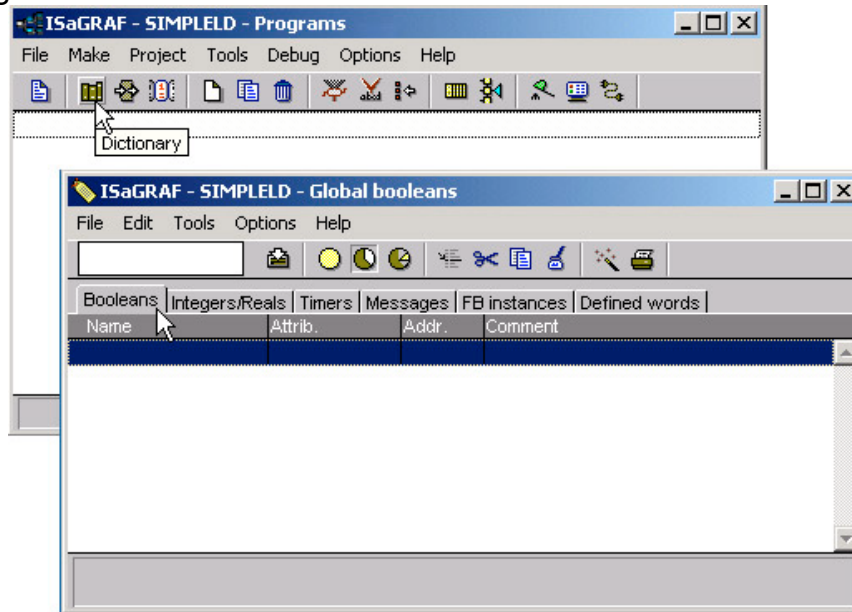 ISaGRAF - SIMPLELD - Programs
File Make Project Tools Debug Options Help
Dictionary
ISaGRAF - SIMPLELD - Global booleans
File Edit Tools Options Help
Booleans Integers/Reals Timers Messages FB instances Defined words
Name Attrib. Addr. Comment